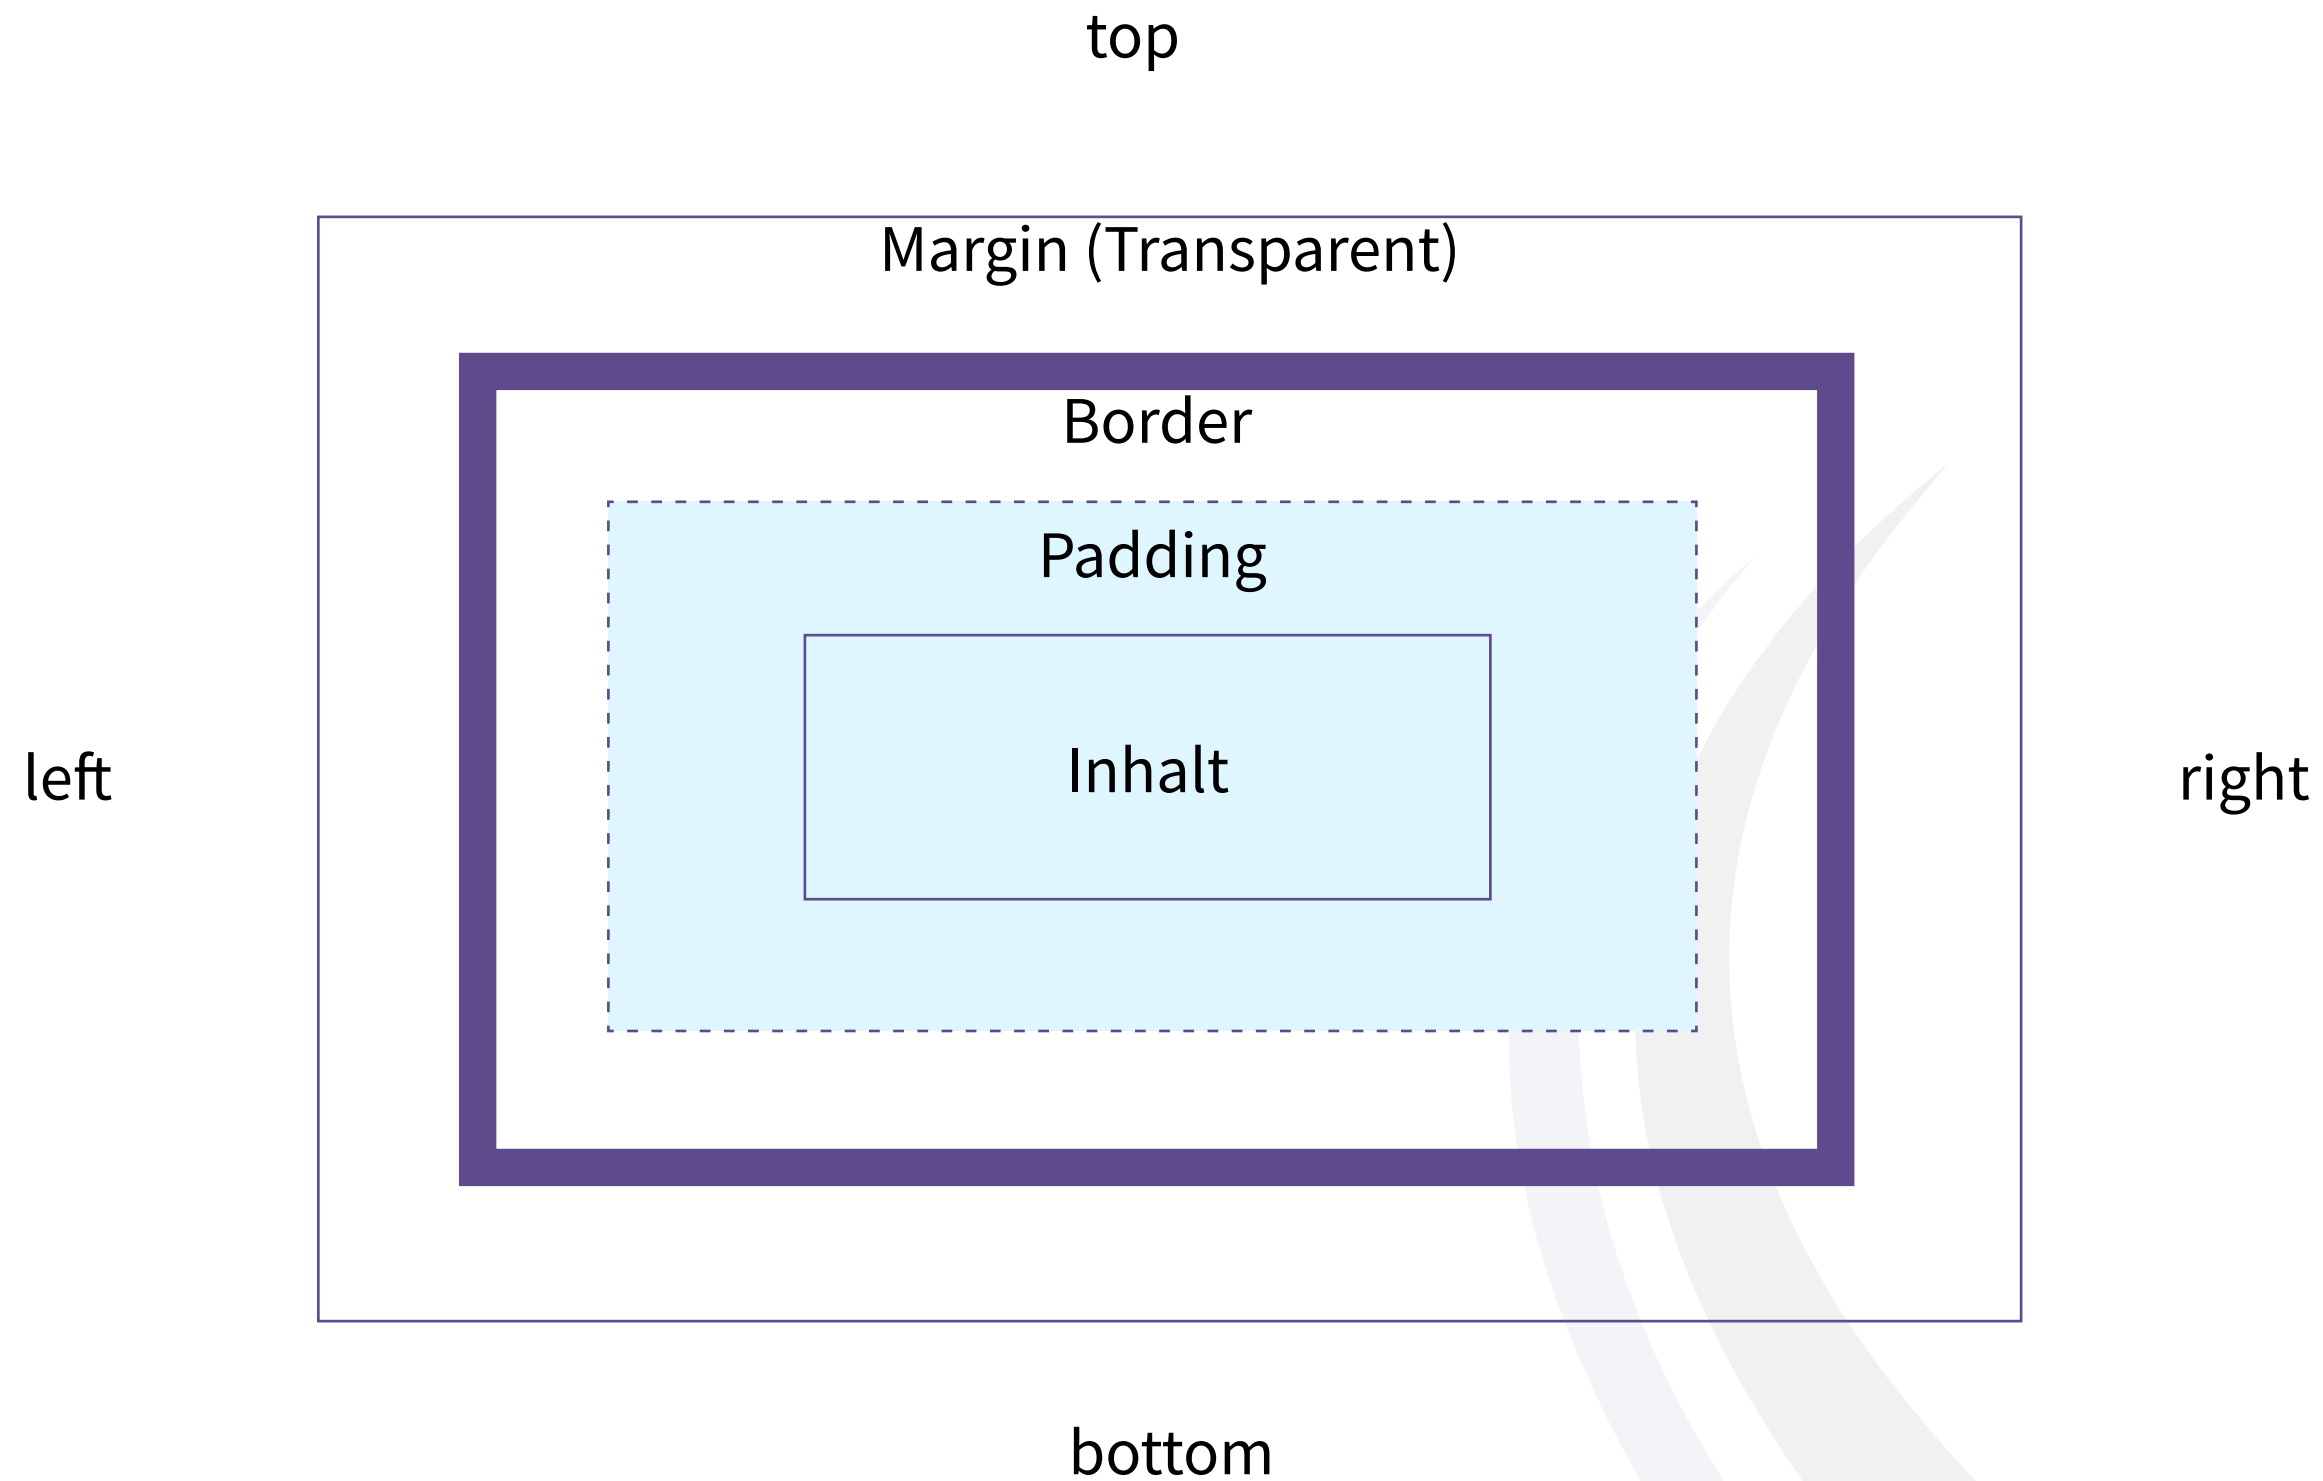 top
Margin (Transparent)
Border
Padding
Inhalt
left
right
bottom